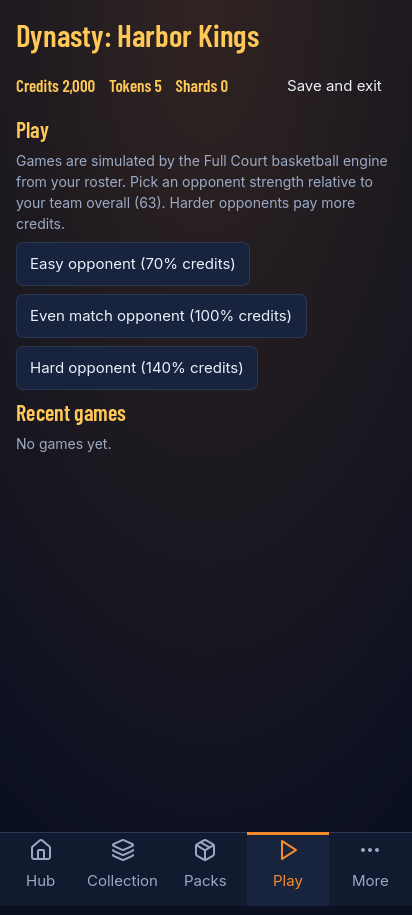 Dynasty: Harbor Kings
Credits 2,000 Tokens 5 Shards 0 Save and exit
Play
Games are simulated by the Full Court basketball engine
from your roster. Pick an opponent strength relative to
your team overall (63). Harder opponents pay more
credits.
Easy opponent (70% credits)
Even match opponent (100% credits)
Hard opponent (140% credits)
Recent games
No games yet.
Hub Collection Packs Play More